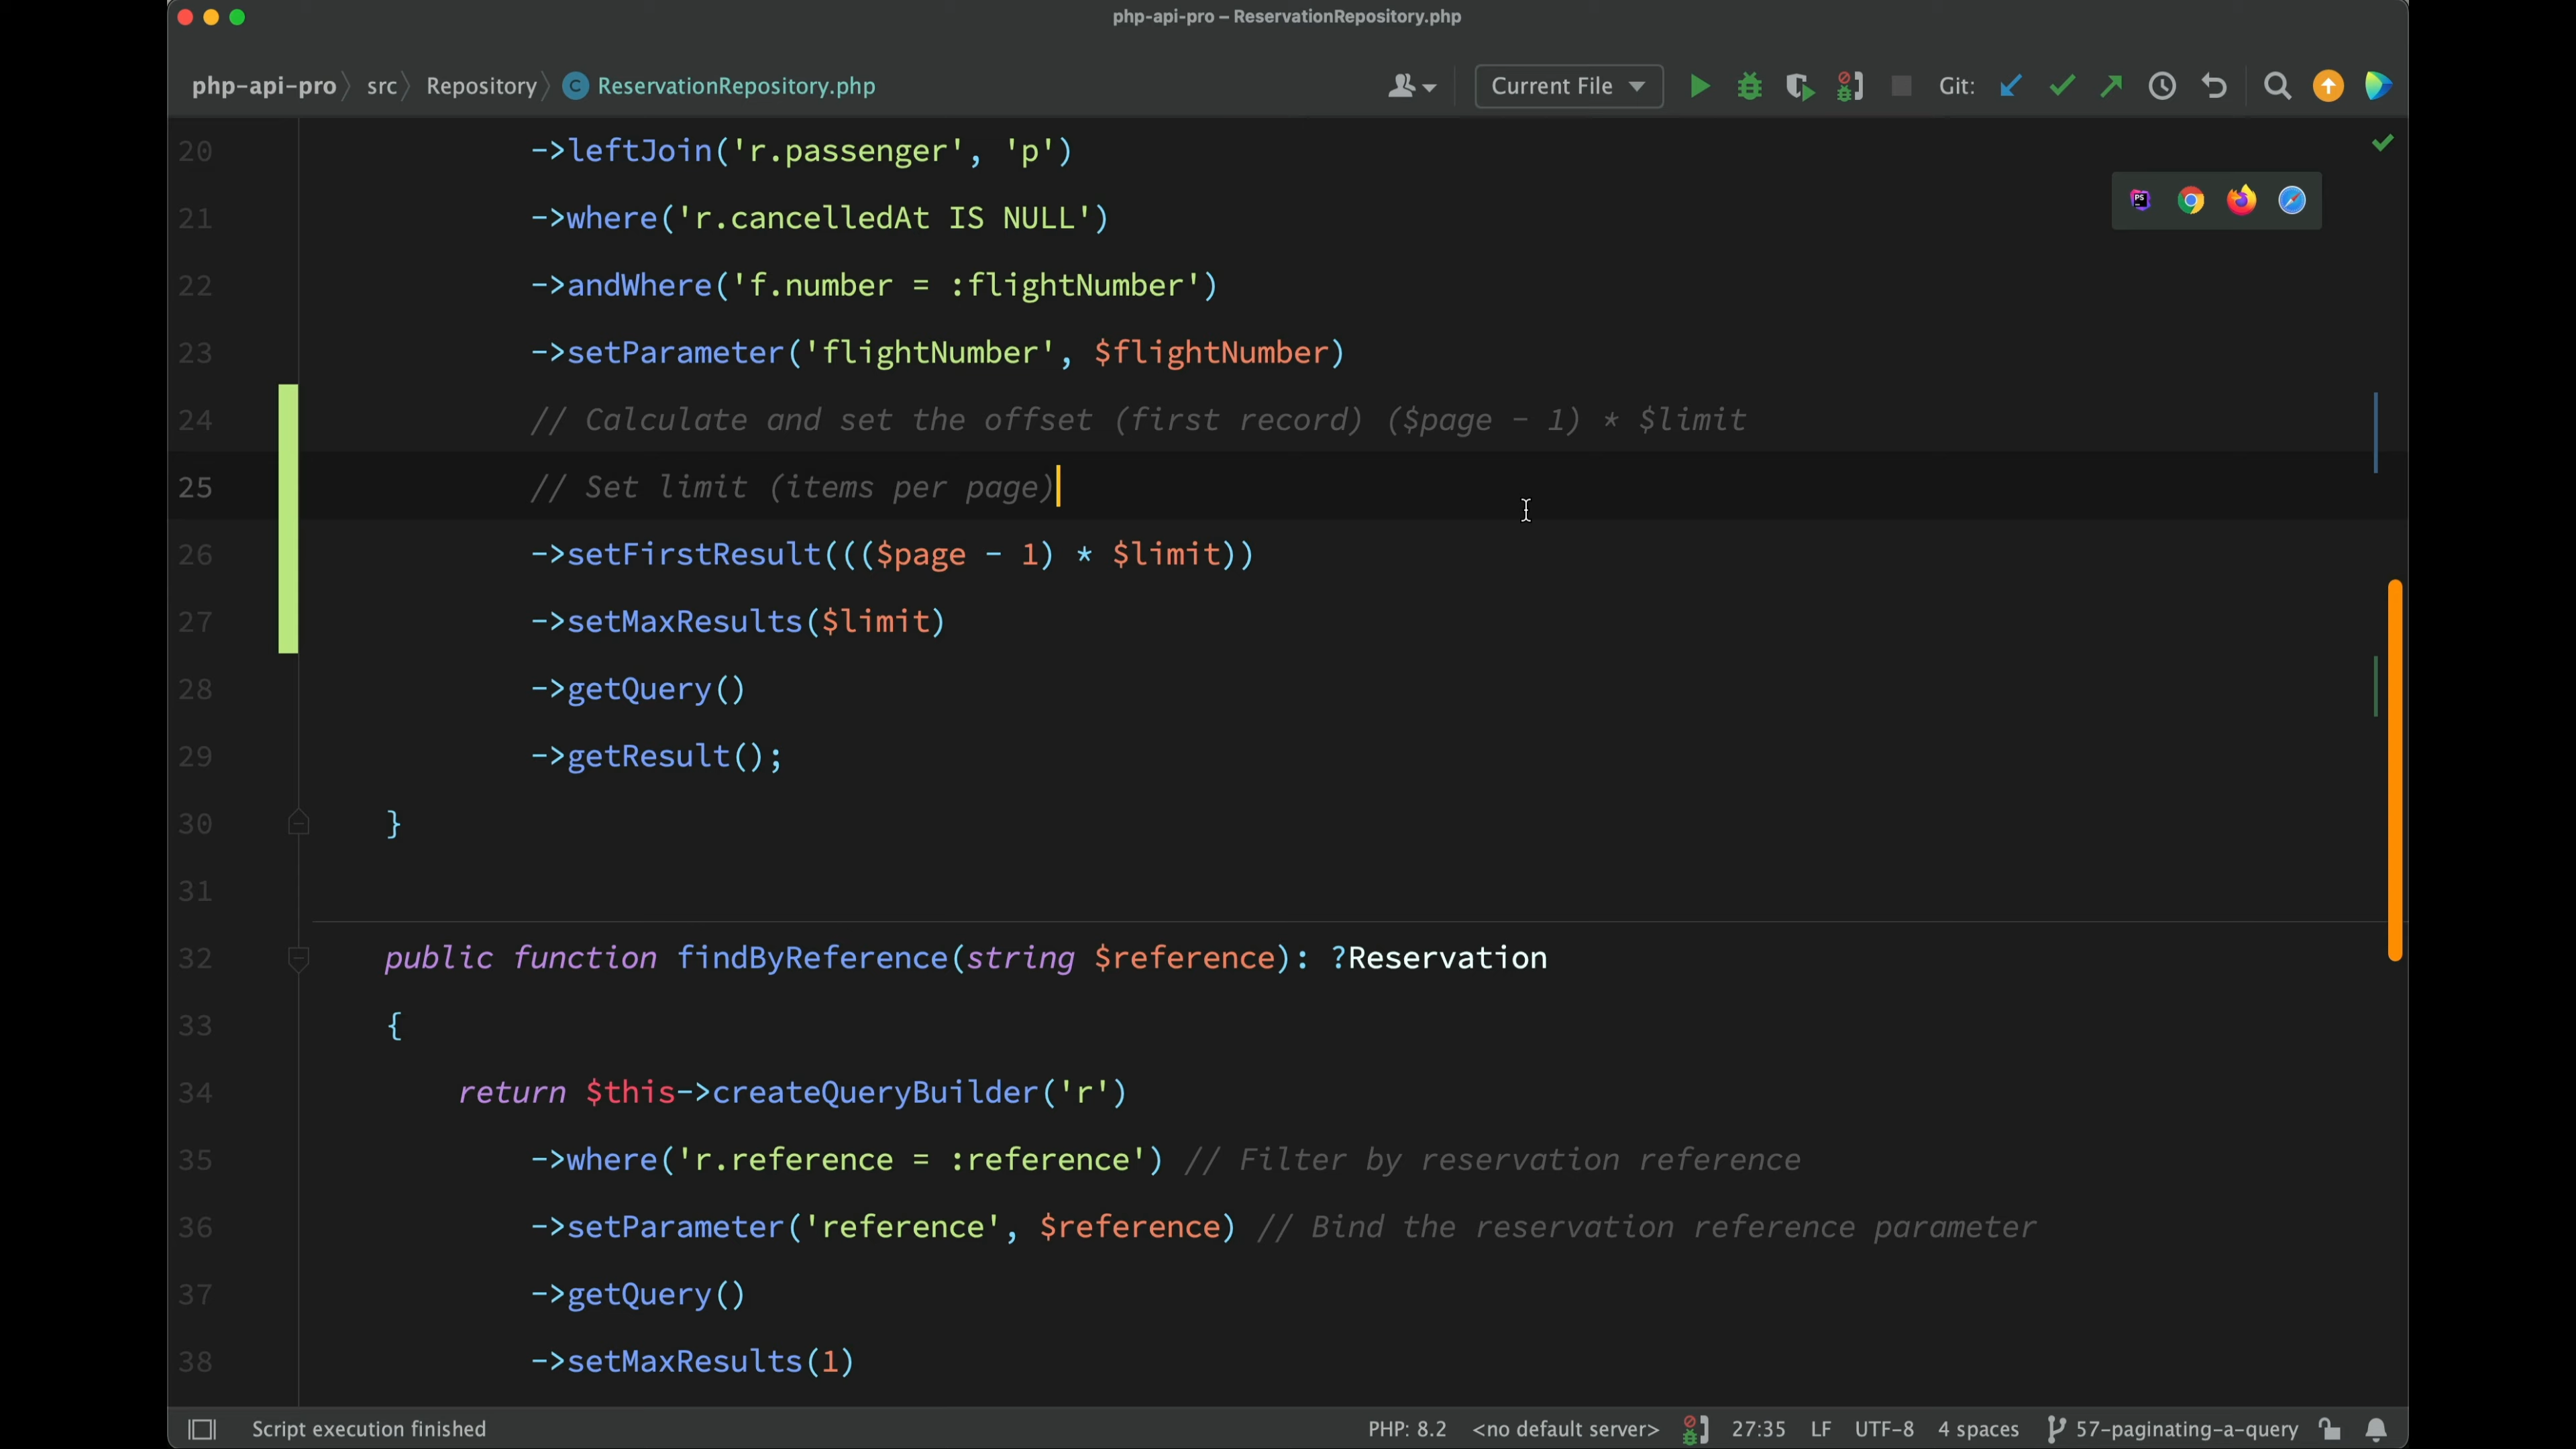 php-api-pro – ReservationRepository.php
php-api-pro src Repository C ReservationRepository.php Current File Git:
20 ->leftJoin('r.passenger', 'p')
21 ->where('r.cancelledAt IS NULL')
22 ->andWhere('f.number = :flightNumber')
23 ->setParameter('flightNumber', $flightNumber)
24 // Calculate and set the offset (first record) ($page - 1) * $limit
25 // Set limit (items per page)
26 ->setFirstResult((($page - 1) * $limit))
27 ->setMaxResults($limit)
28 ->getQuery()
29 ->getResult();
30 }
31
32 public function findByReference(string $reference): ?Reservation
33 {
34 return $this->createQueryBuilder('r')
35 ->where('r.reference = :reference') // Filter by reservation reference
36 ->setParameter('reference', $reference) // Bind the reservation reference parameter
37 ->getQuery()
38 ->setMaxResults(1)
Script execution finished PHP: 8.2 <no default server> 27:35 LF UTF-8 4 spaces 57-paginating-a-query